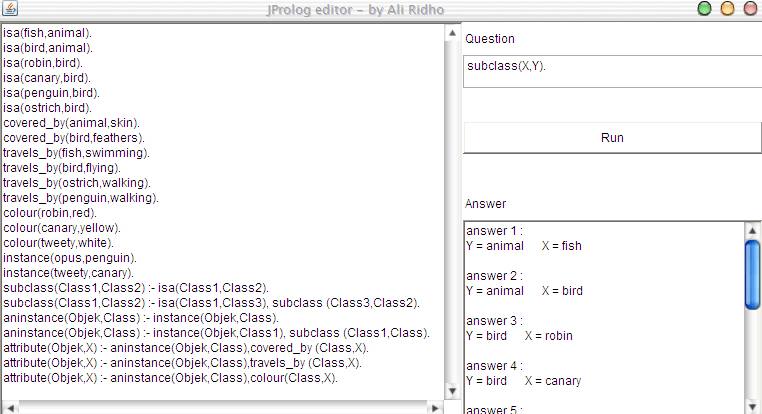 JProlog editor - by Ali Ridho
isa(fish,animal).
isa(bird,animal).
isa(robin,bird).
isa(canary,bird).
isa(penguin,bird).
isa(ostrich,bird).
covered_by(animal,skin).
covered_by(bird,feathers).
travels_by(fish,swimming).
travels_by(bird,flying).
travels_by(ostrich,walking).
travels_by(penguin,walking).
colour(robin,red).
colour(canary,yellow).
colour(tweety,white).
instance(opus,penguin).
instance(tweety,canary).
subclass(Class1,Class2) :- isa(Class1,Class2).
subclass(Class1,Class2) :- isa(Class1,Class3), subclass (Class3,Class2).
aninstance(Objek,Class) :- instance(Objek,Class).
aninstance(Objek,Class) :- instance(Objek,Class1), subclass (Class1,Class).
attribute(Objek,X) :- aninstance(Objek,Class),covered_by (Class,X).
attribute(Objek,X) :- aninstance(Objek,Class),travels_by (Class,X).
attribute(Objek,X) :- aninstance(Objek,Class),colour(Class,X).
Question
subclass(X,Y).
Run
Answer
answer 1 :
Y = animal X = fish
answer 2 :
Y = animal X = bird
answer 3 :
Y = bird X = robin
answer 4 :
Y = bird X = canary
answer 5 :